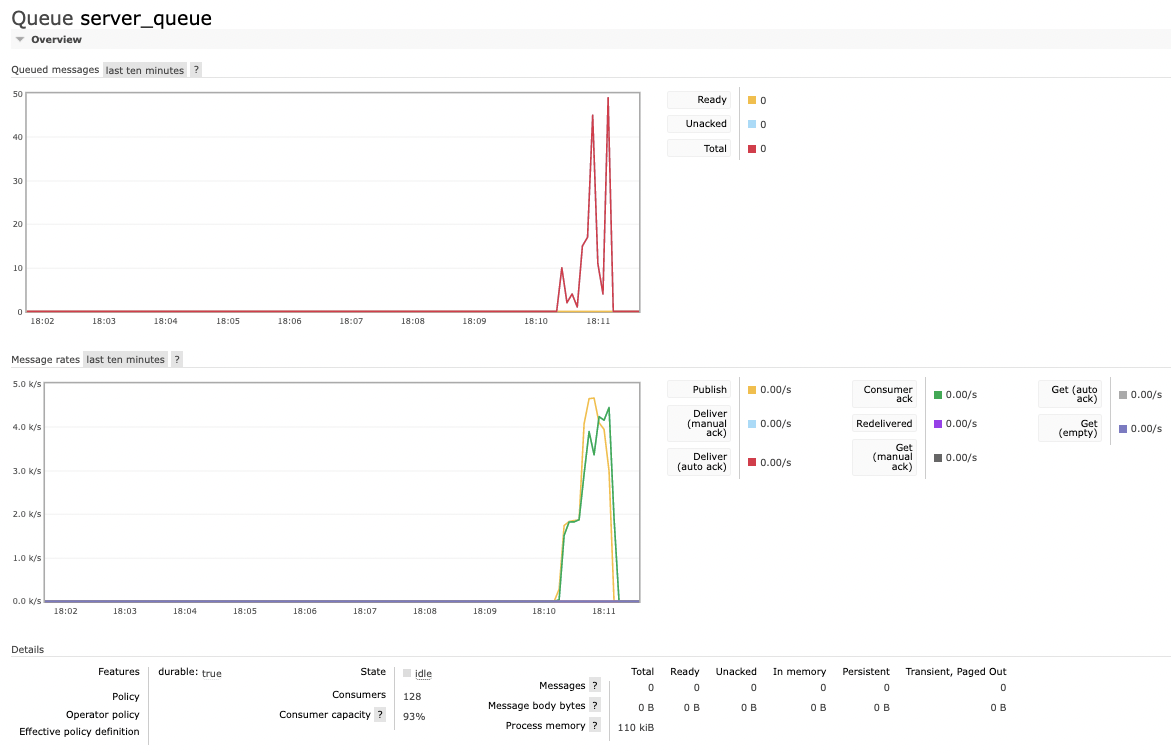 Queue server_queue
Overview
Queued messages last ten minutes ?
50
40
30
20
10
0
18:02 18:03 18:04 18:05 18:06 18:07 18:08 18:09 18:10 18:11
Ready 0
Unacked 0
Total 0
Message rates last ten minutes ?
5.0 k/s
4.0 k/s
3.0 k/s
2.0 k/s
1.0 k/s
0.0 k/s
18:02 18:03 18:04 18:05 18:06 18:07 18:08 18:09 18:10 18:11
Publish 0.00/s
Deliver
(manual 0.00/s
ack)
Deliver
(auto ack) 0.00/s
Consumer
ack 0.00/s
Redelivered 0.00/s
Get
(manual 0.00/s
ack)
Get (auto
ack) 0.00/s
Get
(empty) 0.00/s
Details
Features durable: true
Policy
Operator policy
Effective policy definition
State idle
Consumers 128
Consumer capacity ? 93%
Total Ready Unacked In memory Persistent Transient, Paged Out
Messages ? 0 0 0 0 0 0
Message body bytes ? 0 B 0 B 0 B 0 B 0 B 0 B
Process memory ? 110 kiB